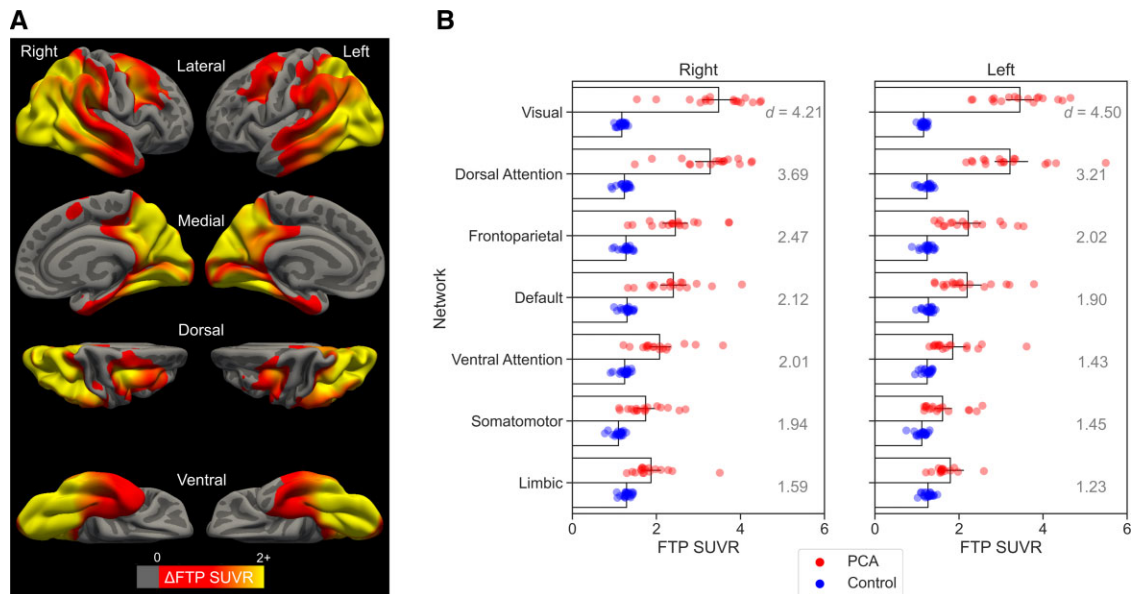 A
Right
Left
Lateral
Medial
Dorsal
Ventral
0
2+
ΔFTP SUVR
B
Right
Left
Network
Visual
d = 4.21
d = 4.50
Dorsal Attention
3.69
3.21
Frontoparietal
2.47
2.02
Default
2.12
1.90
Ventral Attention
2.01
1.43
Somatomotor
1.94
1.45
Limbic
1.59
1.23
0 2 4 6
0 2 4 6
FTP SUVR
FTP SUVR
PCA
Control